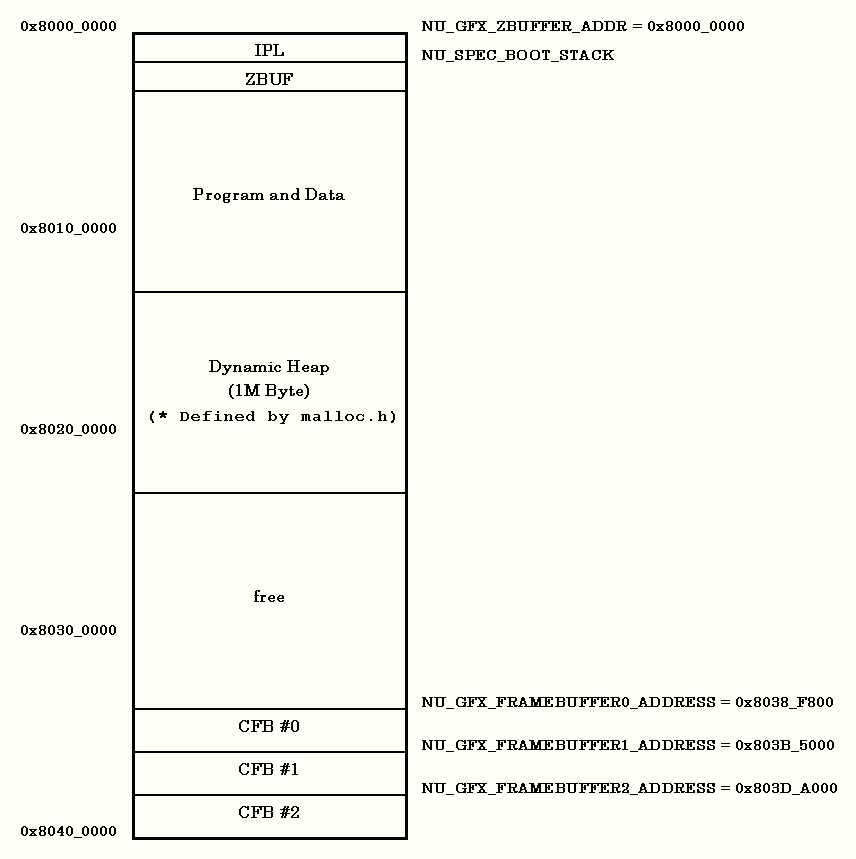 0x8000_0000
NU_GFX_ZBUFFER_ADDR = 0x8000_0000
IPL
NU_SPEC_BOOT_STACK
ZBUF
Program and Data
0x8010_0000
Dynamic Heap
(1M Byte)
(* Defined by malloc.h)
0x8020_0000
free
0x8030_0000
NU_GFX_FRAMEBUFFER0_ADDRESS = 0x8038_F800
CFB #0
NU_GFX_FRAMEBUFFER1_ADDRESS = 0x803B_5000
CFB #1
NU_GFX_FRAMEBUFFER2_ADDRESS = 0x803D_A000
CFB #2
0x8040_0000